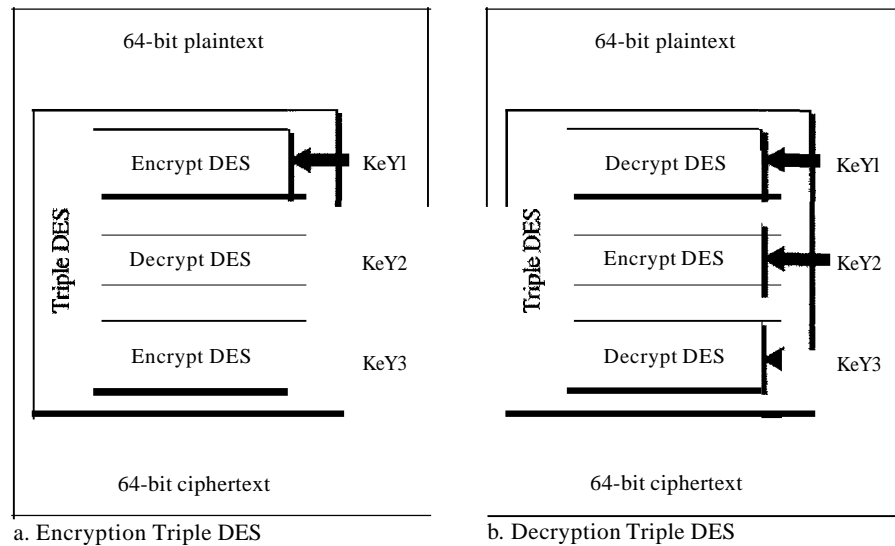 64-bit plaintext
Triple DES
Encrypt DES
KeYl
Decrypt DES
KeY2
Encrypt DES
KeY3
64-bit ciphertext
a. Encryption Triple DES
64-bit plaintext
Triple DES
Decrypt DES
KeYl
Encrypt DES
KeY2
Decrypt DES
KeY3
64-bit ciphertext
b. Decryption Triple DES